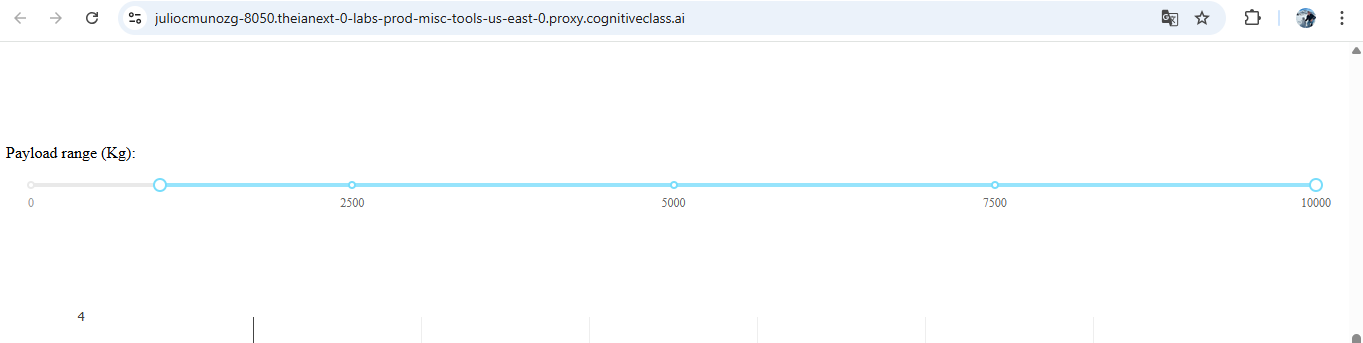 juliocmunozg-8050.theianext-0-labs-prod-misc-tools-us-east-0.proxy.cognitiveclass.ai
Payload range (Kg):
0 2500 5000 7500 10000
4